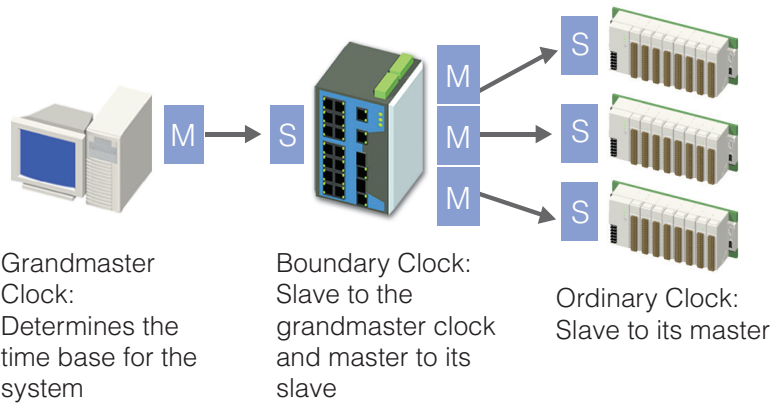 M
S
M
M
M
S
S
S
Grandmaster
Clock:
Determines the
time base for the
system
Boundary Clock:
Slave to the
grandmaster clock
and master to its
slave
Ordinary Clock:
Slave to its master